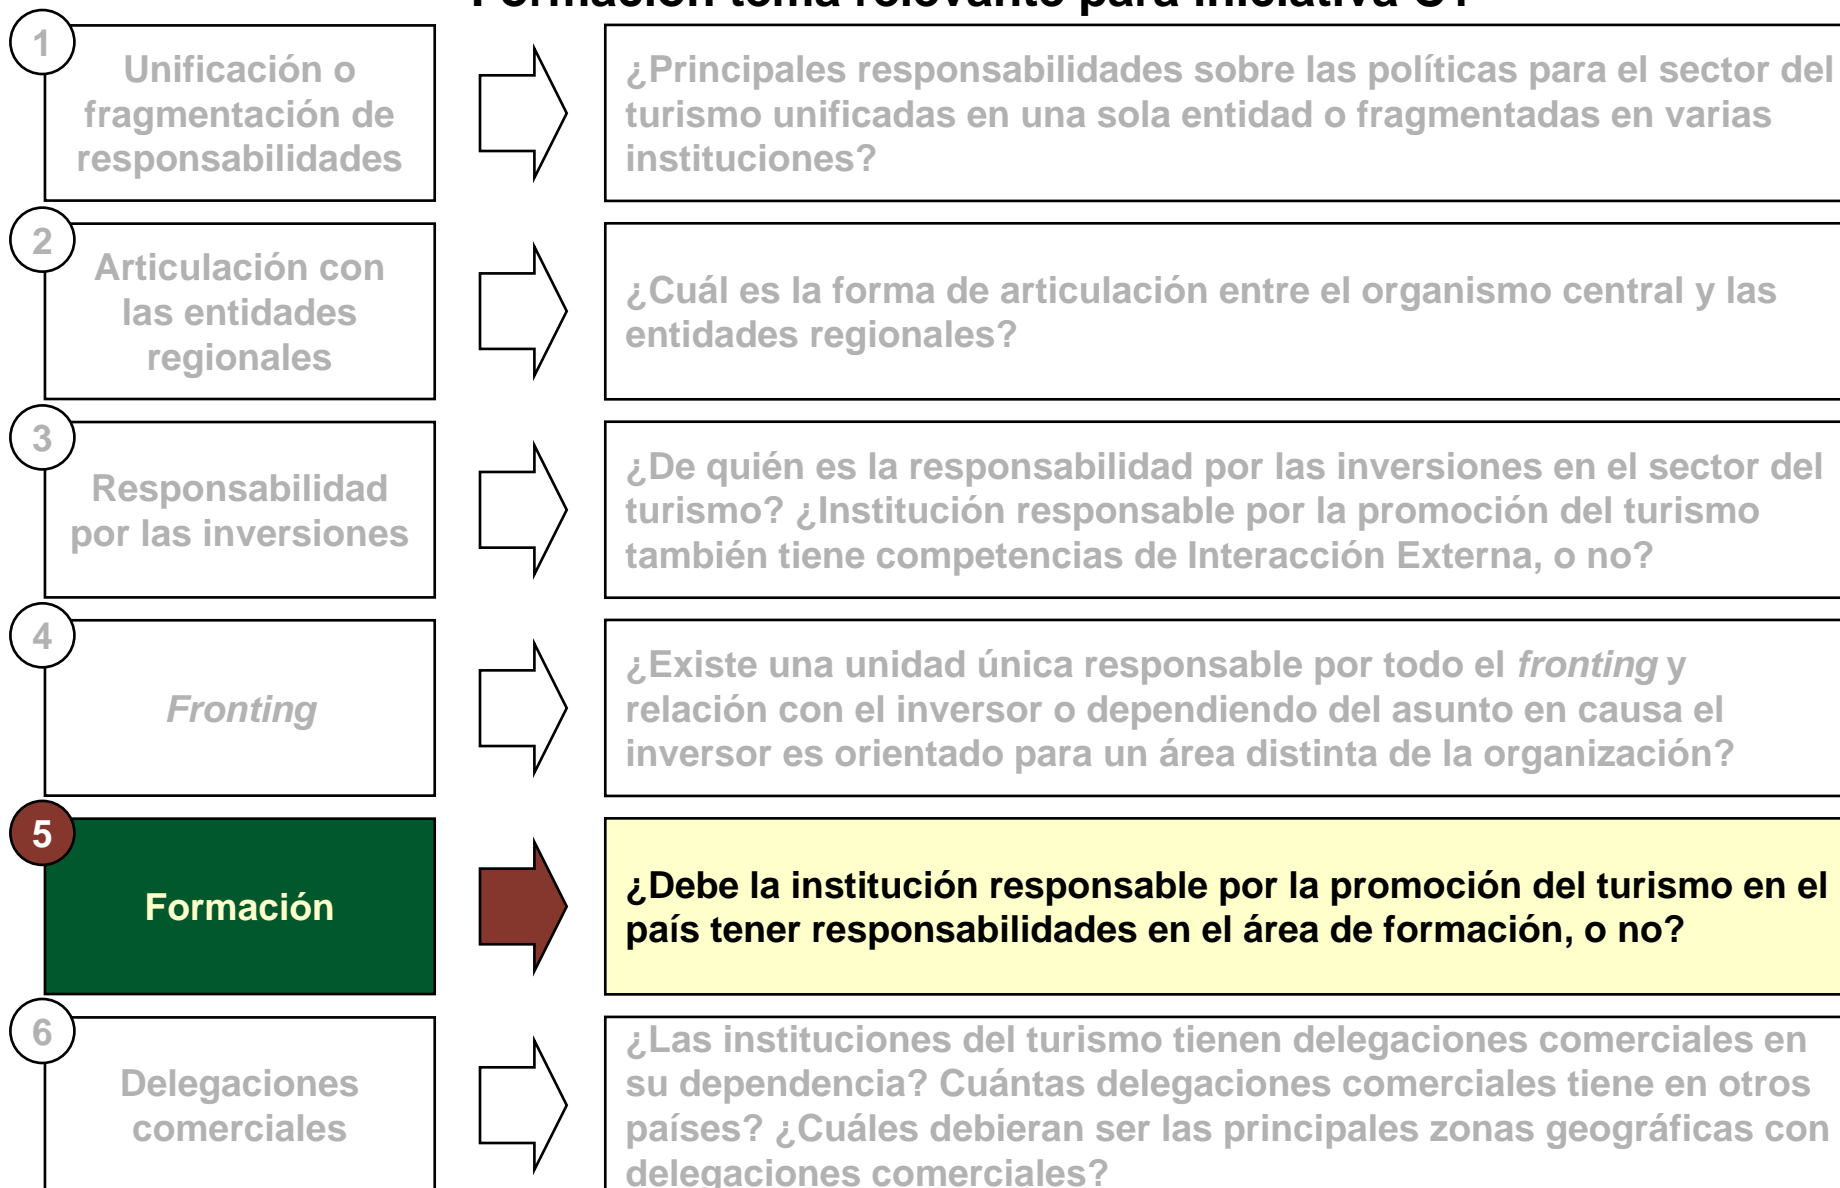 Formación tema relevante para iniciativa
1
Unificación o
fragmentación de
responsabilidades
¿Principales responsabilidades sobre las políticas para el sector del
turismo unificadas en una sola entidad o fragmentadas en varias
instituciones?
2
Articulación con
las entidades
regionales
¿Cuál es la forma de articulación entre el organismo central y las
entidades regionales?
3
Responsabilidad
por las inversiones
¿De quién es la responsabilidad por las inversiones en el sector del
turismo? ¿Institución responsable por la promoción del turismo
también tiene competencias de Interacción Externa, o no?
4
Fronting
¿Existe una unidad única responsable por todo el fronting y
relación con el inversor o dependiendo del asunto en causa el
inversor es orientado para un área distinta de la organización?
5
Formación
¿Debe la institución responsable por la promoción del turismo en el
país tener responsabilidades en el área de formación, o no?
6
Delegaciones
comerciales
¿Las instituciones del turismo tienen delegaciones comerciales en
su dependencia? Cuántas delegaciones comerciales tiene en otros
países? ¿Cuáles debieran ser las principales zonas geográficas con
delegaciones comerciales?